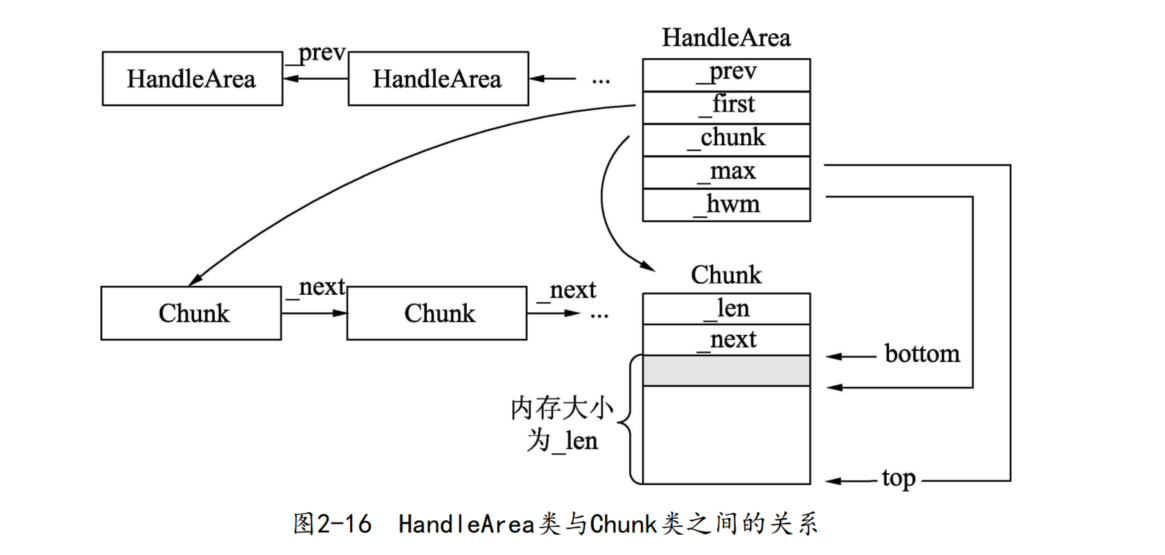 HandleArea
_prev
HandleArea
HandleArea
...
_prev
_first
_chunk
_max
_hwm
Chunk
_next
_next
Chunk
Chunk
...
_len
_next
bottom
内存大小
为_len
top
图2-16 HandleArea类与Chunk类之间的关系